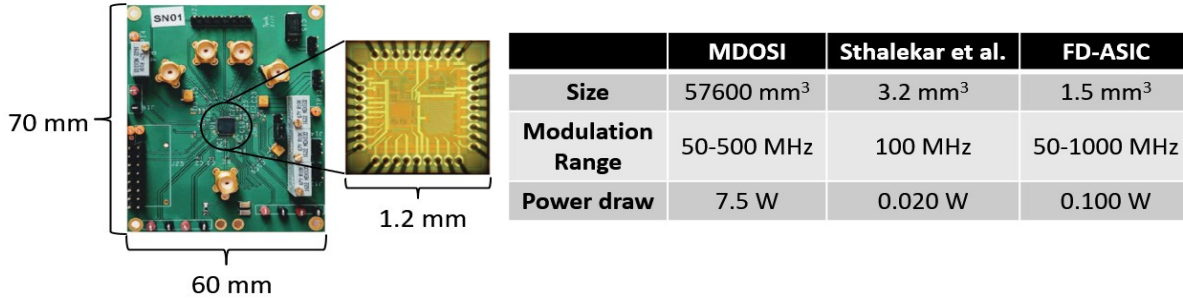 SN01
70 mm
60 mm
1.2 mm
MDOSI Sthalekar et al. FD-ASIC
Size 57600 mm³ 3.2 mm³ 1.5 mm³
Modulation
Range 50-500 MHz 100 MHz 50-1000 MHz
Power draw 7.5 W 0.020 W 0.100 W